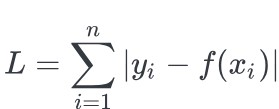 L = \sum_{i=1}^{n} |y_i - f(x_i)|